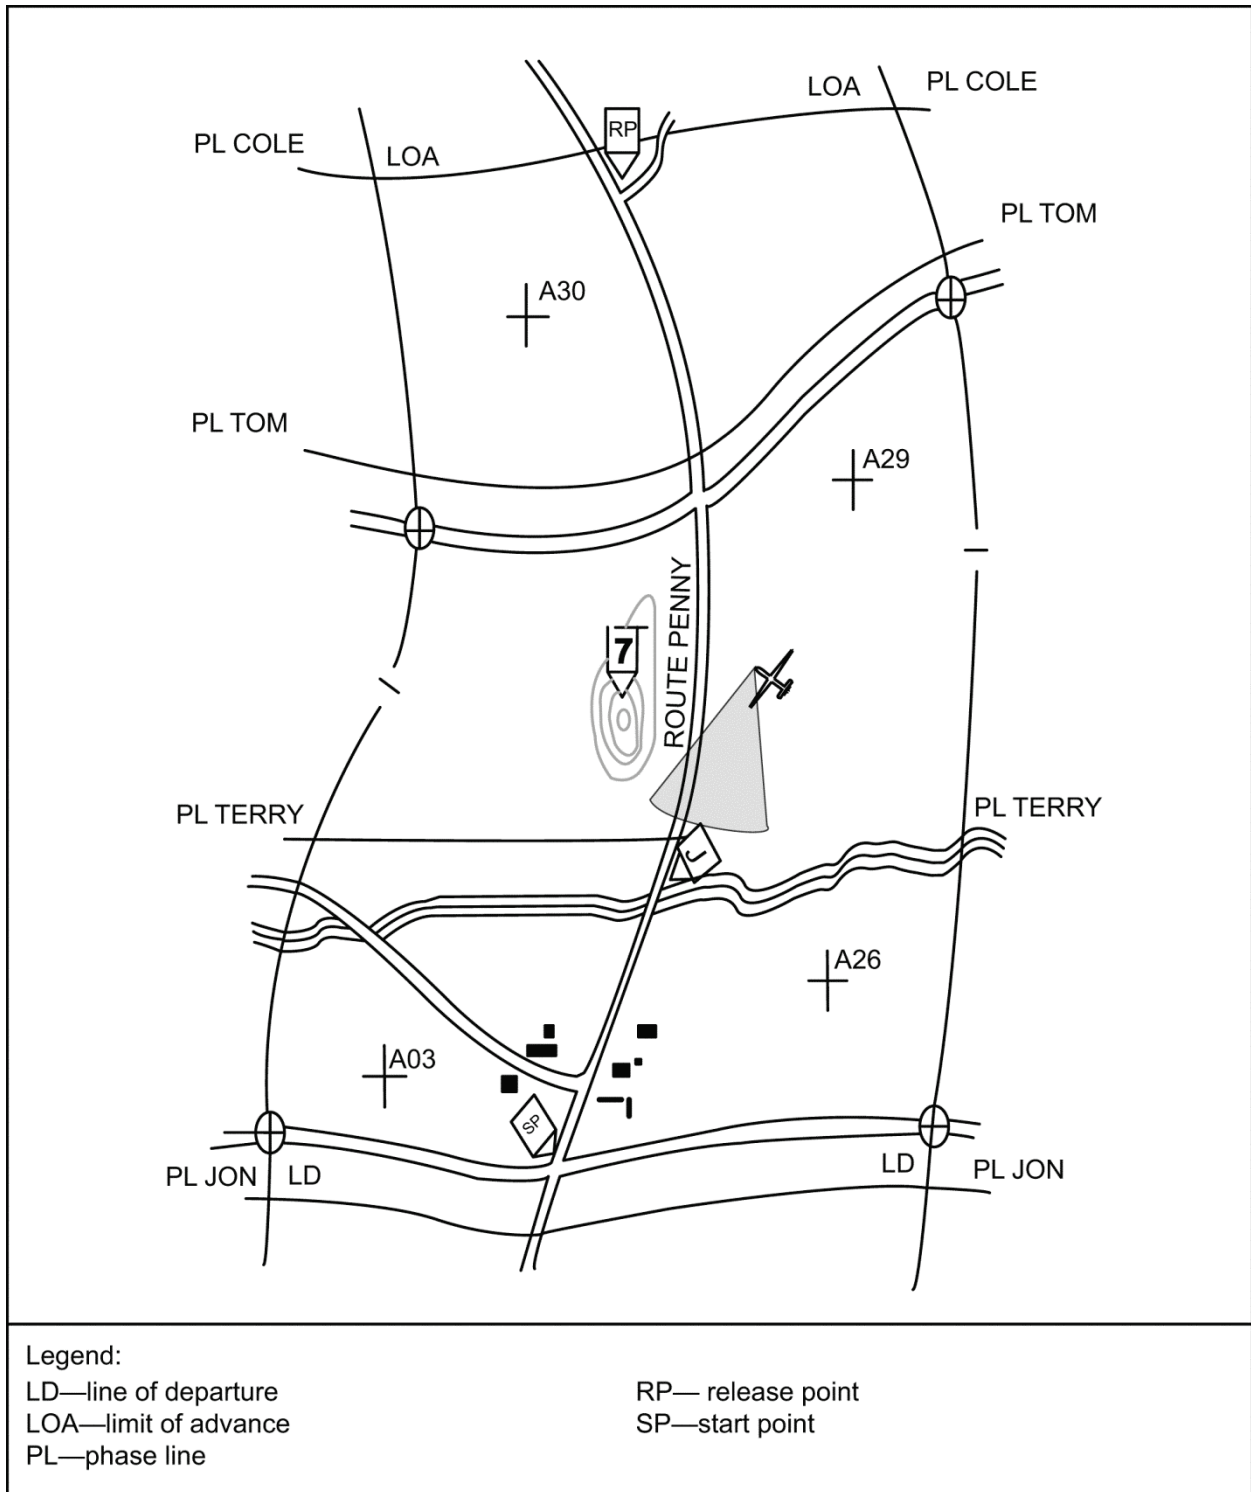 LOA
PL COLE
RP
PL COLE
LOA
PL TOM
A30
PL TOM
A29
7
ROUTE PENNY
PL TERRY
PL TERRY
J
A26
A03
SP
PL JON
LD
LD
PL JON
Legend:
LD—line of departure
LOA—limit of advance
PL—phase line
RP— release point
SP—start point